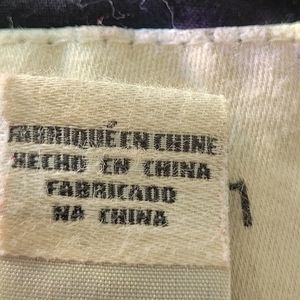 FABRIQUÉ EN CHINE
HECHO EN CHINA
FABRICADO
NA CHINA